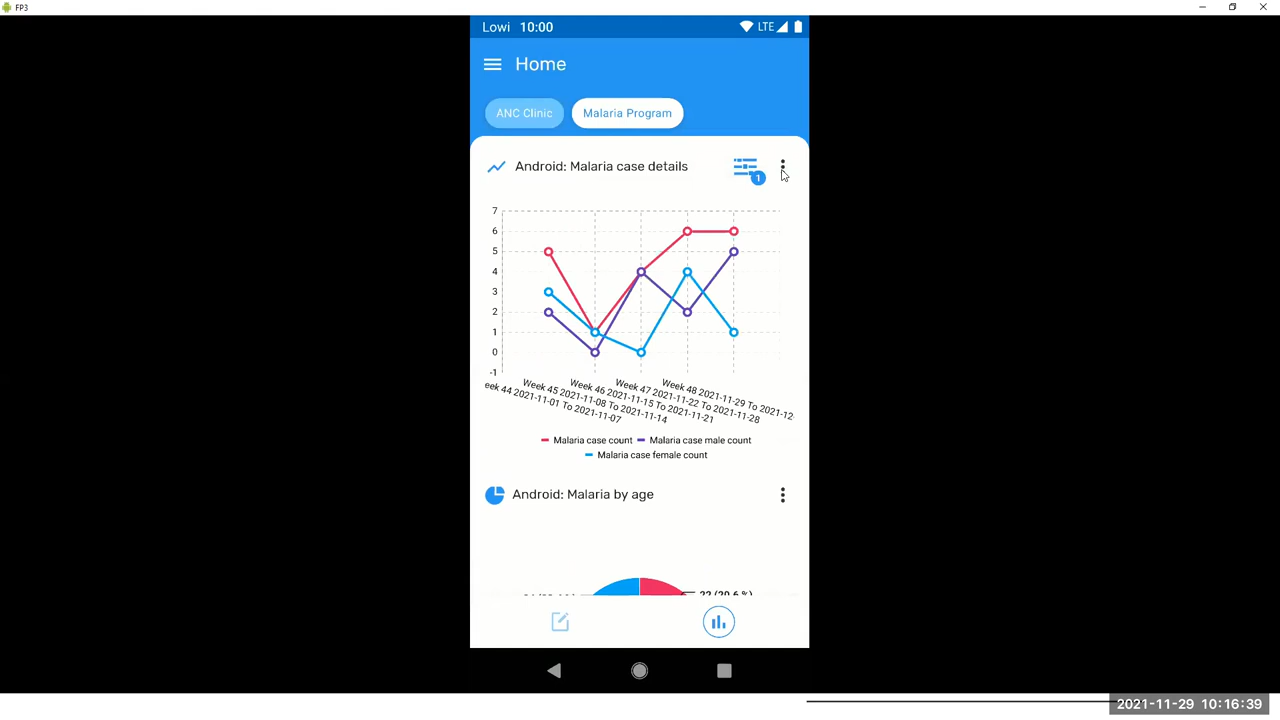 FP3
Lowi 10:00 LTE
Home
ANC Clinic Malaria Program
Android: Malaria case details
1
7
6
5
4
3
2
1
0
-1
eek 44 2021-11-01 To 2021-11-07
Week 45 2021-11-08 To 2021-11-14
Week 46 2021-11-15 To 2021-11-21
Week 47 2021-11-22 To 2021-11-28
Week 48 2021-11-29 To 2021-12-
Malaria case count Malaria case male count
Malaria case female count
Android: Malaria by age
22 (20.6 %)
2021-11-29 10:16:39